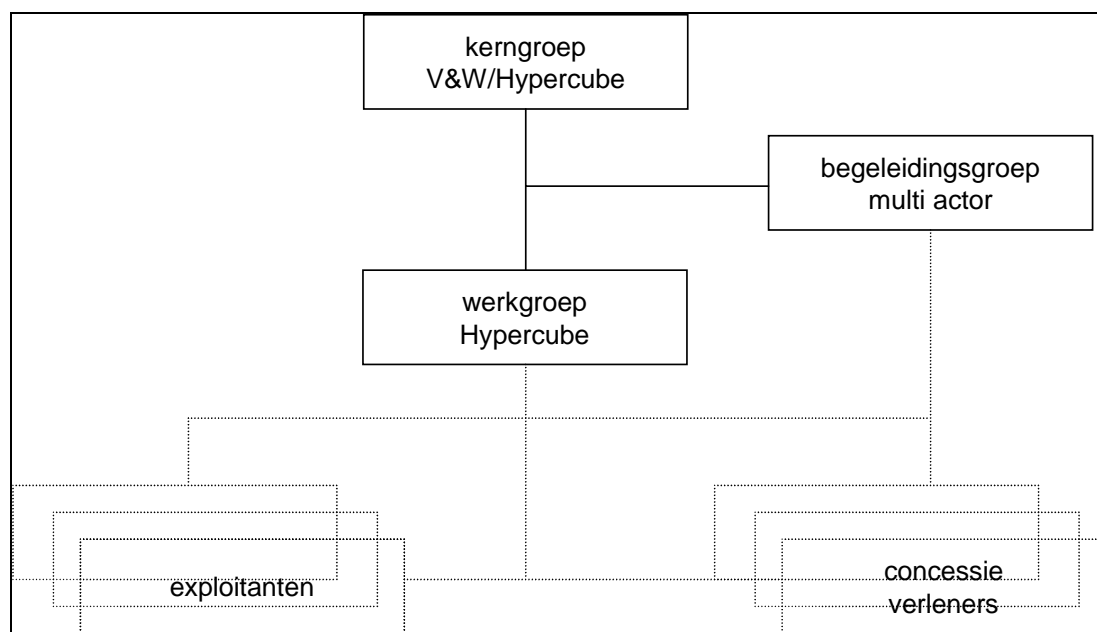 kerngroep
V&W/Hypercube
begeleidingsgroep
multi actor
werkgroep
Hypercube
exploitanten
concessie
verleners